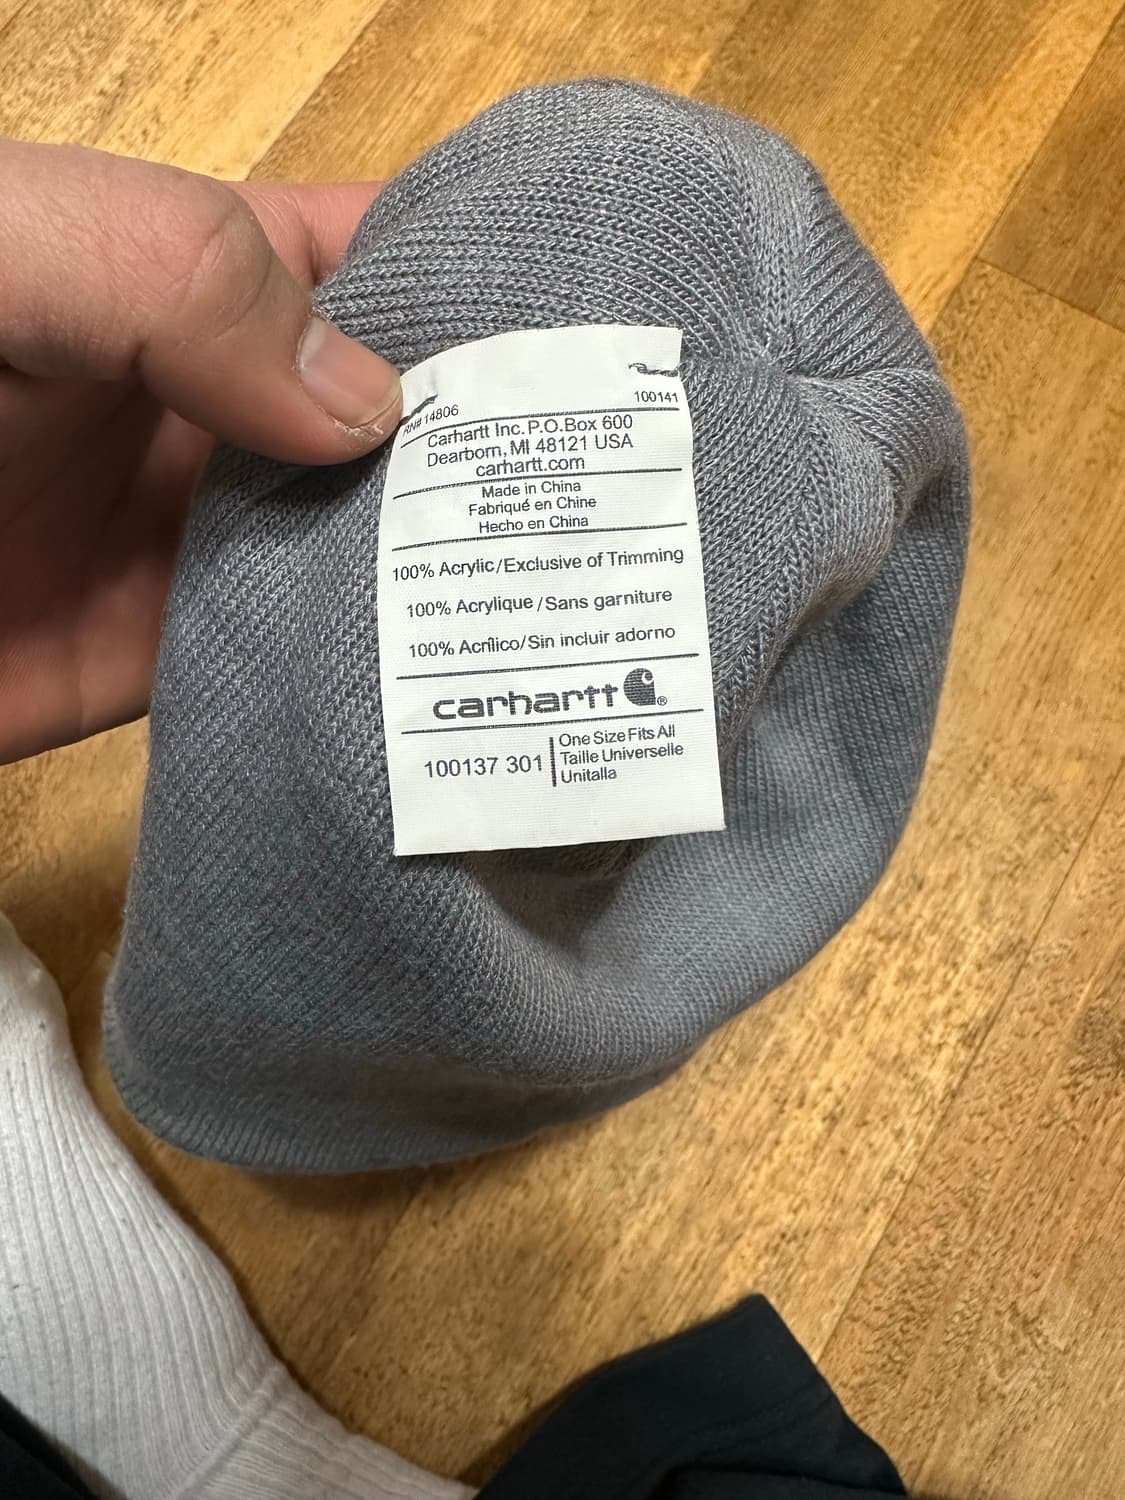 RN# 14806
100141
Carhartt Inc. P.O.Box 600
Dearborn, MI 48121 USA
carhartt.com
Made in China
Fabriqué en Chine
Hecho en China
100% Acrylic/Exclusive of Trimming
100% Acrylique/Sans garniture
100% Acrílico/Sin incluir adorno
carhartt ®
100137 301
One Size Fits All
Taille Universelle
Unitalla